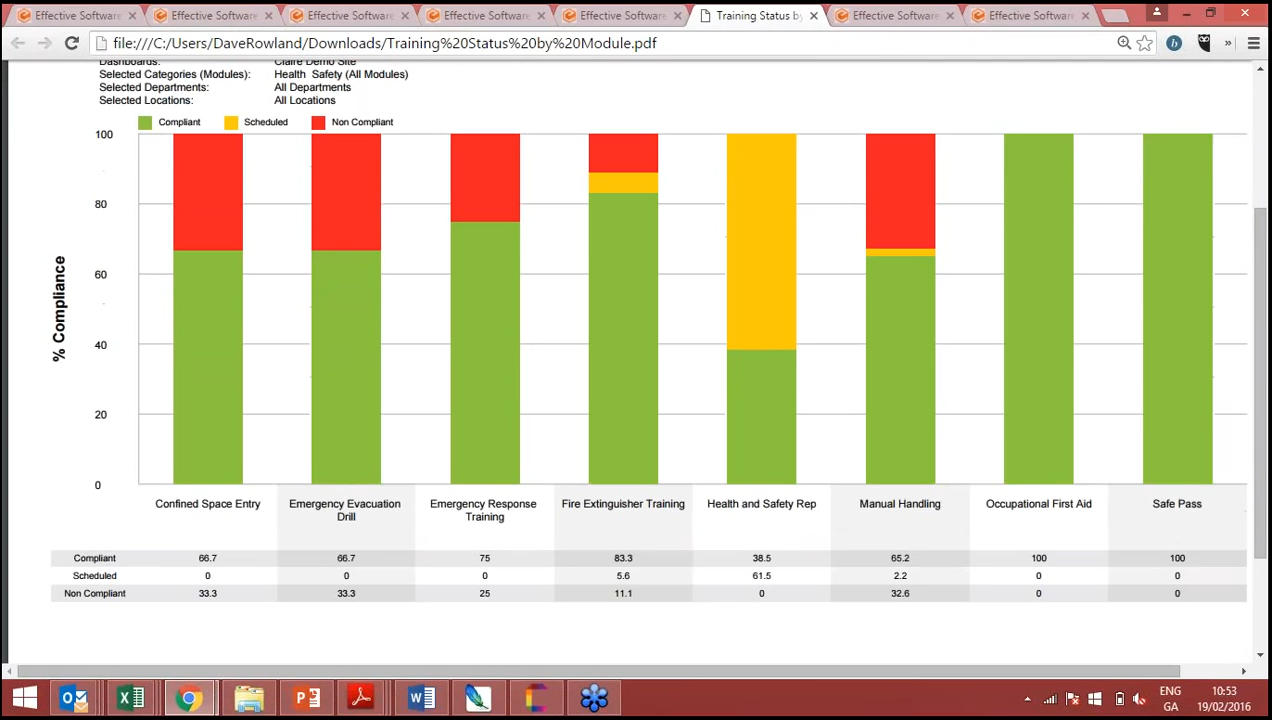 Effective Software × Effective Software × Effective Software × Effective Software × Effective Software × Training Status by × Effective Software × Effective Software ×
file:///C:/Users/DaveRowland/Downloads/Training%20Status%20by%20Module.pdf
Dashboards: Claire Demo Site
Selected Categories (Modules): Health Safety (All Modules)
Selected Departments: All Departments
Selected Locations: All Locations
Compliant Scheduled Non Compliant
100
80
60
40
20
0
% Compliance
Confined Space Entry Emergency Evacuation Drill Emergency Response Training Fire Extinguisher Training Health and Safety Rep Manual Handling Occupational First Aid Safe Pass
Compliant 66.7 66.7 75 83.3 38.5 65.2 100 100
Scheduled 0 0 0 5.6 61.5 2.2 0 0
Non Compliant 33.3 33.3 25 11.1 0 32.6 0 0
ENG 10:53
GA 19/02/2016